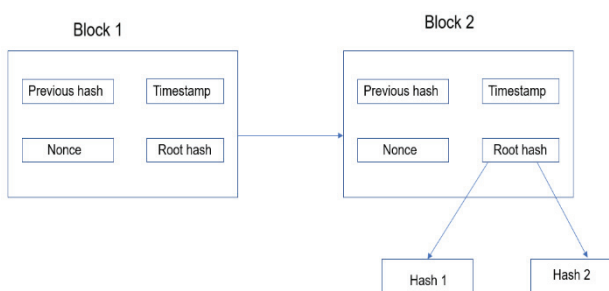 Block 1
Block 2
Previous hash
Timestamp
Previous hash
Timestamp
Nonce
Root hash
Nonce
Root hash
Hash 1
Hash 2